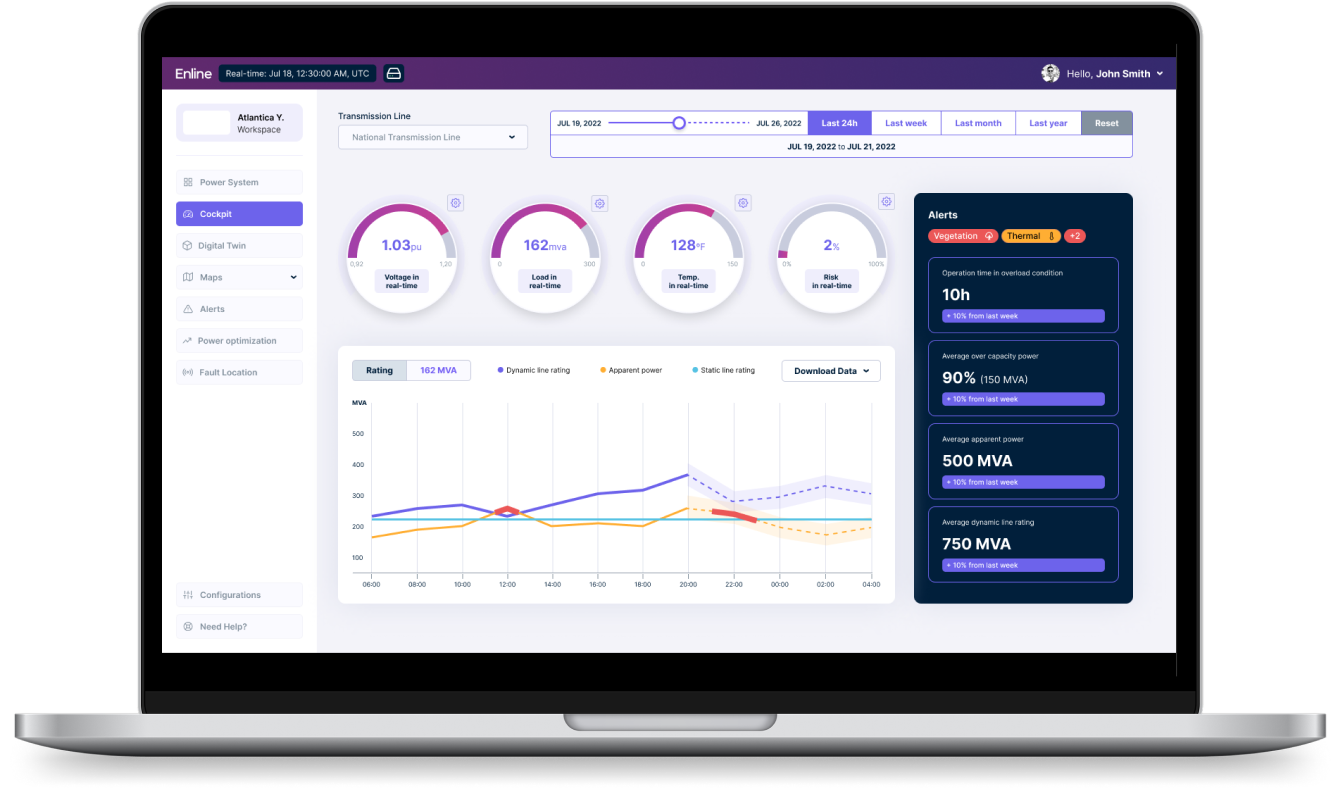 Enline
Real-time: Jul 18, 12:30:00 AM, UTC
Hello, John Smith
Atlantica Y.
Workspace
Power System
Cockpit
Digital Twin
Maps
Alerts
Power optimization
Fault Location
Configurations
Need Help?
Transmission Line
National Transmission Line
JUL 19, 2022
JUL 26, 2022
Last 24h
Last week
Last month
Last year
Reset
JUL 19, 2022 to JUL 21, 2022
1.03pu
0,92
1,20
Voltage in
real-time
162mva
0
300
Load in
real-time
128°F
0
150
Temp.
in real-time
2%
0%
100%
Risk
in real-time
Rating
162 MVA
Dynamic line rating
Apparent power
Static line rating
Download Data
MVA
500
400
300
200
100
06:00
08:00
10:00
12:00
14:00
16:00
18:00
20:00
22:00
00:00
02:00
04:00
Alerts
Vegetation
Thermal
+2
Operation time in overload condition
10h
+ 10% from last week
Average over capacity power
90% (150 MVA)
+ 10% from last week
Average apparent power
500 MVA
+ 10% from last week
Average dynamic line rating
750 MVA
+ 10% from last week